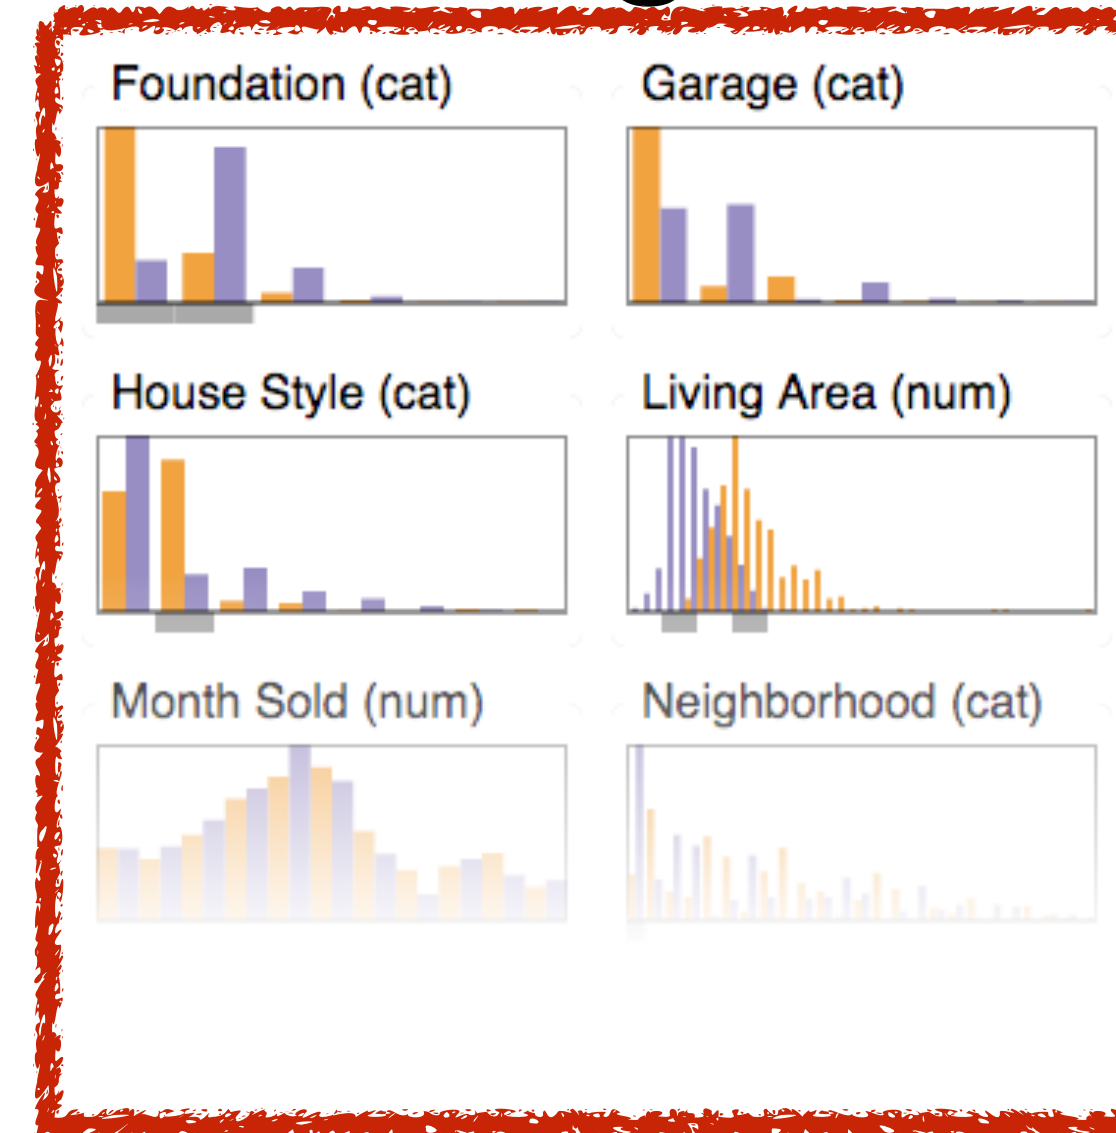 Foundation (cat)
Garage (cat)
House Style (cat)
Living Area (num)
Month Sold (num)
Neighborhood (cat)